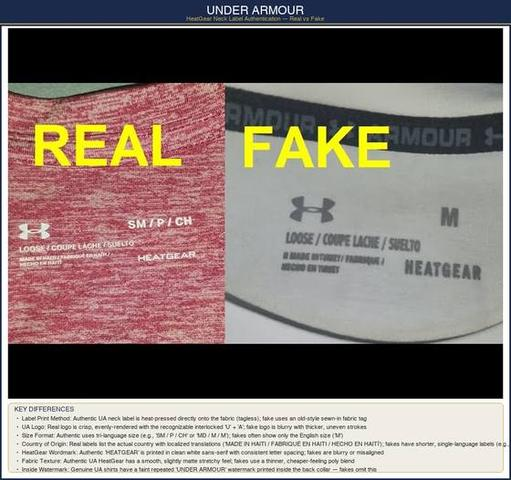 UNDER ARMOUR
HeatGear Neck Label Authentication — Real vs Fake
REAL
FAKE
ARMOUR
ARMOUR
SM / P / CH
LOOSE / COUPE LACHE / SUELTO
MADE IN HAITI / FABRIQUÉ EN HAITI /
HECHO EN HAITI
HEATGEAR
M
LOOSE / COUPE LACHE / SUELTO
MADE IN TURKEY / FABRIQUE /
HECHO EN TURKEY
HEATGEAR
KEY DIFFERENCES
• Label Print Method: Authentic UA neck label is heat-pressed directly onto the fabric (tagless); fake uses an old-style sewn-in fabric tag
• UA Logo: Real logo is crisp, evenly-rendered with the recognizable interlocked 'U' + 'A'; fake logo is blurry with thicker, uneven strokes
• Size Format: Authentic uses tri-language size (e.g., 'SM / P / CH' or 'MD / M / M'); fakes often show only the English size ('M')
• Country of Origin: Real labels list the actual country with localized translations ('MADE IN HAITI / FABRIQUÉ EN HAITI / HECHO EN HAITI'); fakes have shorter, single-language labels (e.g.,
• HeatGear Wordmark: Authentic 'HEATGEAR' is printed in clean white sans-serif with consistent letter spacing; fakes are blurry or misaligned
• Fabric Texture: Authentic UA HeatGear has a smooth, slightly matte stretchy feel; fakes use a thinner, cheaper-feeling poly blend
• Inside Watermark: Genuine UA shirts have a faint repeated 'UNDER ARMOUR' watermark printed inside the back collar — fakes omit this